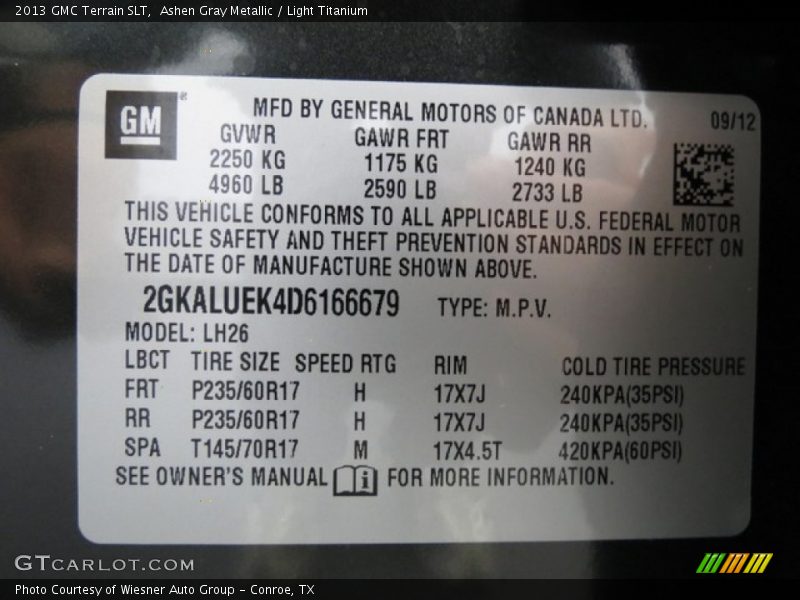 2013 GMC Terrain SLT,  Ashen Gray Metallic / Light Titanium
GM®
MFD BY GENERAL MOTORS OF CANADA LTD. 09/12
GVWR GAWR FRT GAWR RR
2250 KG 1175 KG 1240 KG
4960 LB 2590 LB 2733 LB
THIS VEHICLE CONFORMS TO ALL APPLICABLE U.S. FEDERAL MOTOR
VEHICLE SAFETY AND THEFT PREVENTION STANDARDS IN EFFECT ON
THE DATE OF MANUFACTURE SHOWN ABOVE.
2GKALUEK4D6166679 TYPE: M.P.V.
MODEL: LH26
LBCT TIRE SIZE SPEED RTG RIM COLD TIRE PRESSURE
FRT P235/60R17 H 17X7J 240KPA(35PSI)
RR P235/60R17 H 17X7J 240KPA(35PSI)
SPA T145/70R17 M 17X4.5T 420KPA(60PSI)
SEE OWNER'S MANUAL i FOR MORE INFORMATION.
GTCARLOT.COM
Photo Courtesy of Wiesner Auto Group - Conroe, TX